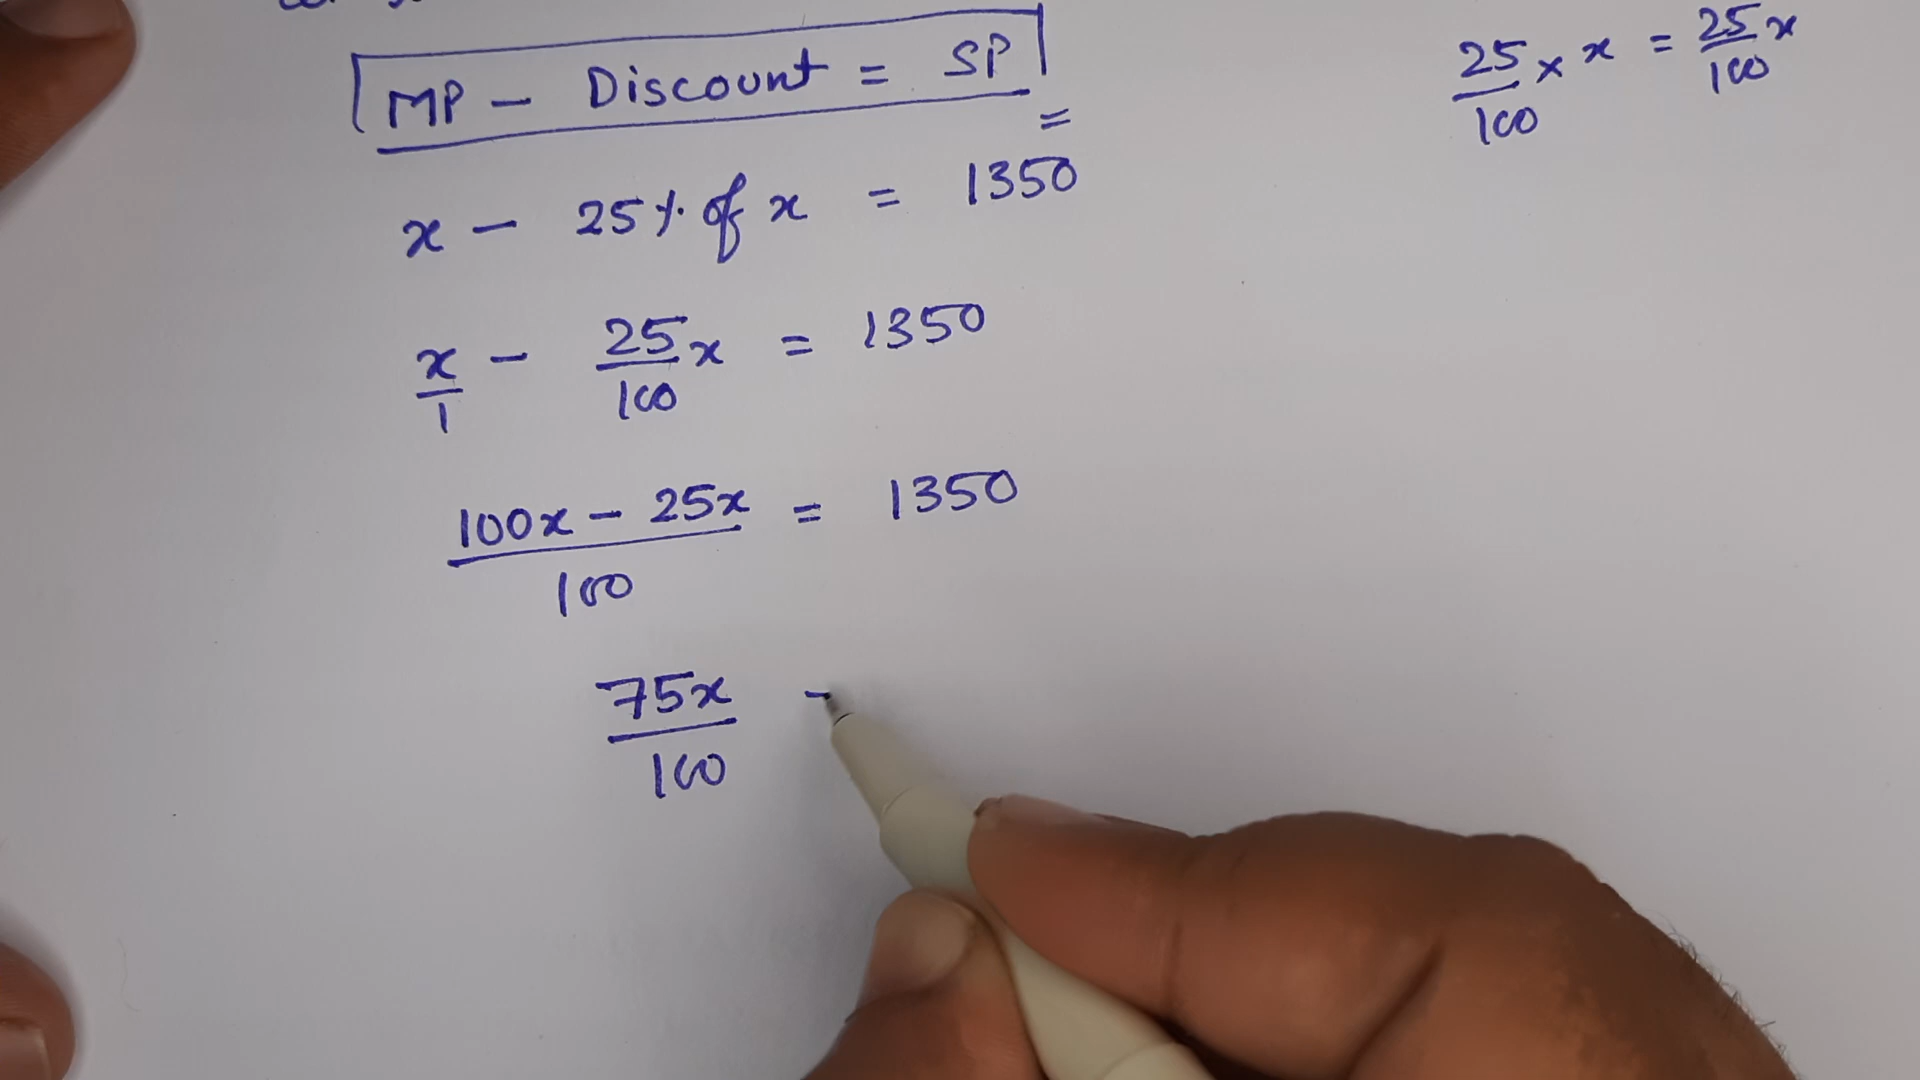 MP - Discount = SP
=
x - 25% of x = 1350
x/1 - 25/100 x = 1350
(100x - 25x)/100 = 1350
75x/100 -
25/100 × x = 25/100 x